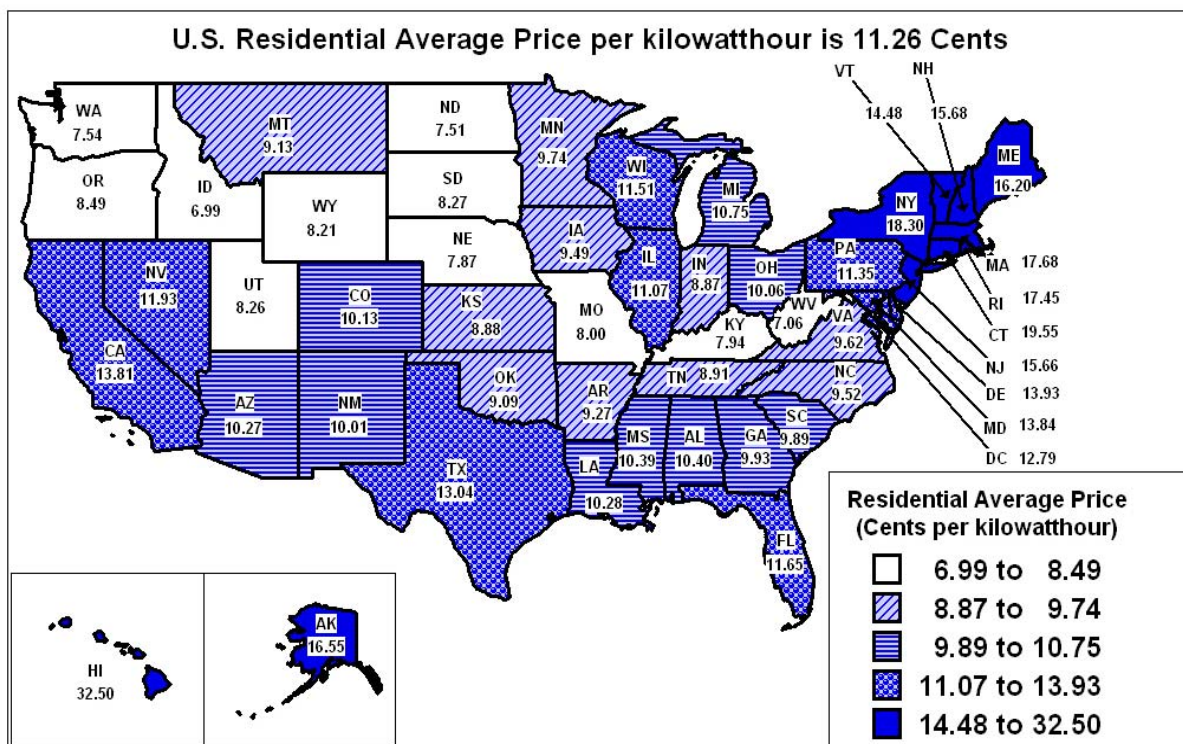 U.S. Residential Average Price per kilowatthour is 11.26 Cents
VT
14.48
NH
15.68
WA
7.54
MT
9.13
ND
7.51
MN
9.74
ME
16.20
OR
8.49
ID
6.99
WY
8.21
SD
8.27
WI
11.51
MI
10.75
NY
18.30
NE
7.87
IA
9.49
PA
11.35
NV
11.93
UT
8.26
CO
10.13
KS
8.88
MO
8.00
IL
11.07
IN
8.87
OH
10.06
WV
7.06
VA
9.62
KY
7.94
MA 17.68
RI 17.45
CT 19.55
NJ 15.66
DE 13.93
MD 13.84
DC 12.79
CA
13.81
AZ
10.27
NM
10.01
OK
9.09
AR
9.27
TN 8.91
NC
9.52
SC
9.89
MS
10.39
AL
10.40
GA
9.93
TX
13.04
LA
10.28
FL
11.65
HI
32.50
AK
16.55
Residential Average Price
(Cents per kilowatthour)
6.99 to 8.49
8.87 to 9.74
9.89 to 10.75
11.07 to 13.93
14.48 to 32.50